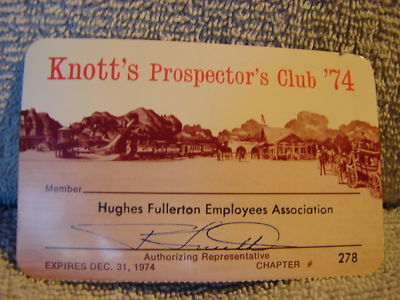 Knott's Prospector's Club '74
Member
Hughes Fullerton Employees Association
Authorizing Representative
EXPIRES DEC. 31, 1974 CHAPTER # 278